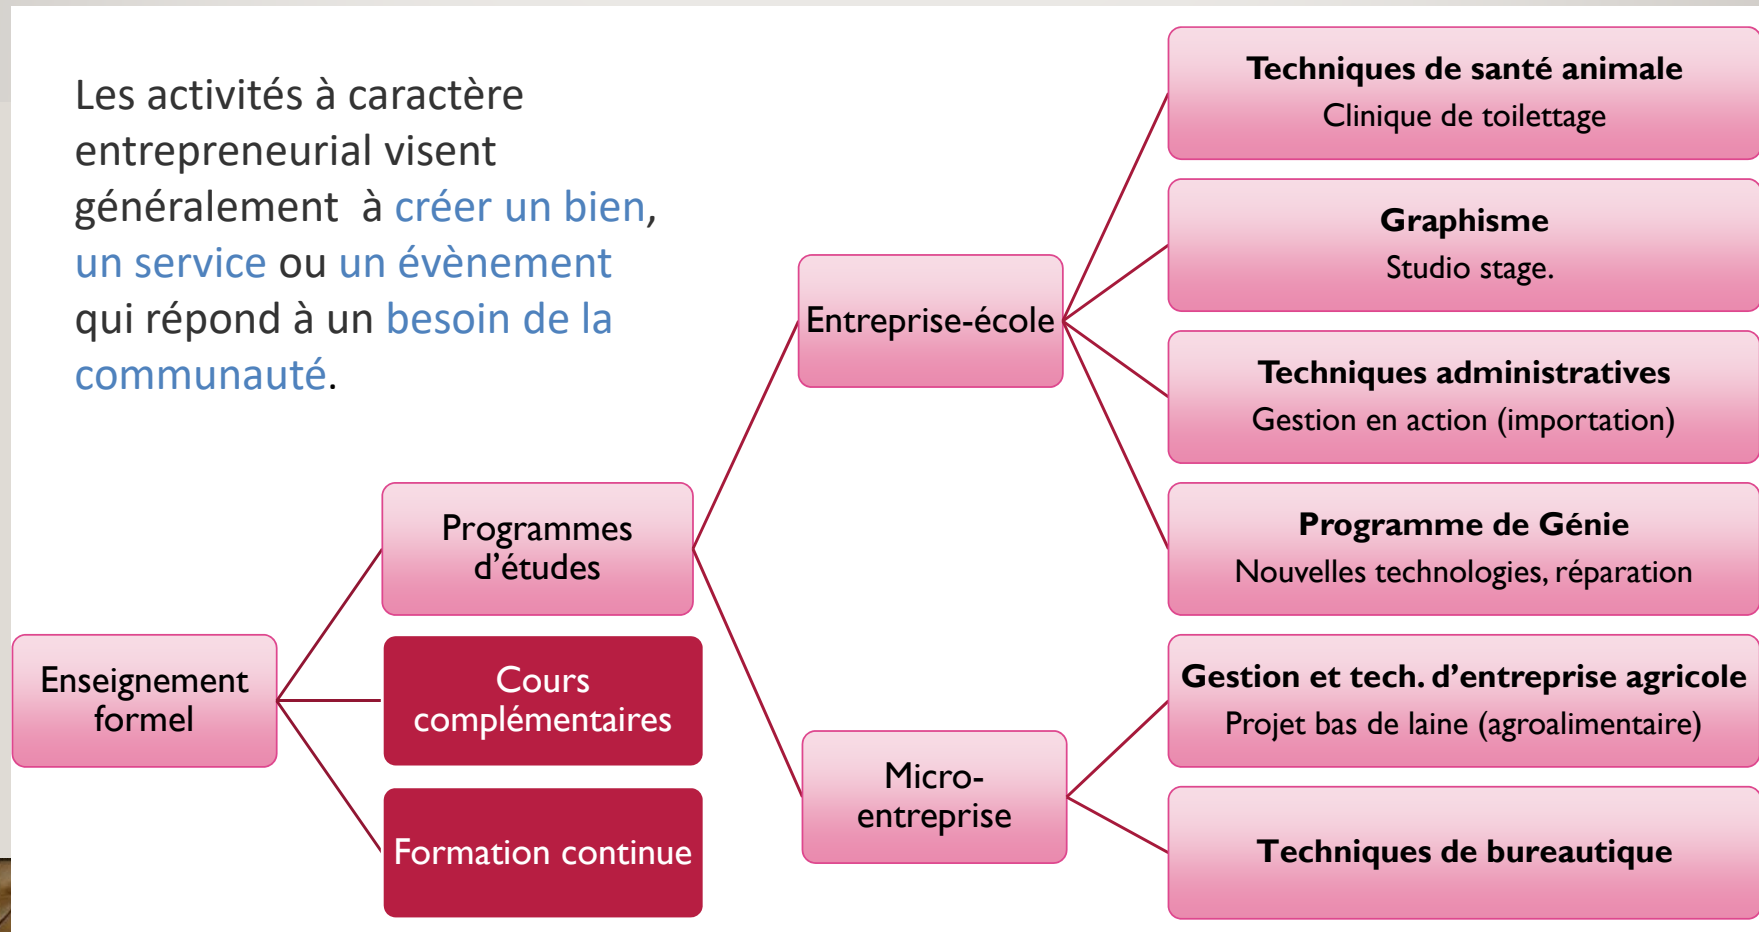 Les activités à caractère
entrepreneurial visent
généralement  à créer un bien,
un service ou un évènement
qui répond à un besoin de la
communauté.
Enseignement
formel
Programmes
d’études
Cours
complémentaires
Formation continue
Entreprise-école
Micro-
entreprise
Techniques de santé animale
Clinique de toilettage
Graphisme
Studio stage.
Techniques administratives
Gestion en action (importation)
Programme de Génie
Nouvelles technologies, réparation
Gestion et tech. d’entreprise agricole
Projet bas de laine (agroalimentaire)
Techniques de bureautique